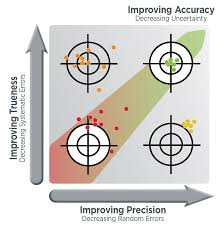 Improving Accuracy
Decreasing Uncertainty
Improving Trueness
Decreasing Systematic Errors
Improving Precision
Decreasing Random Errors